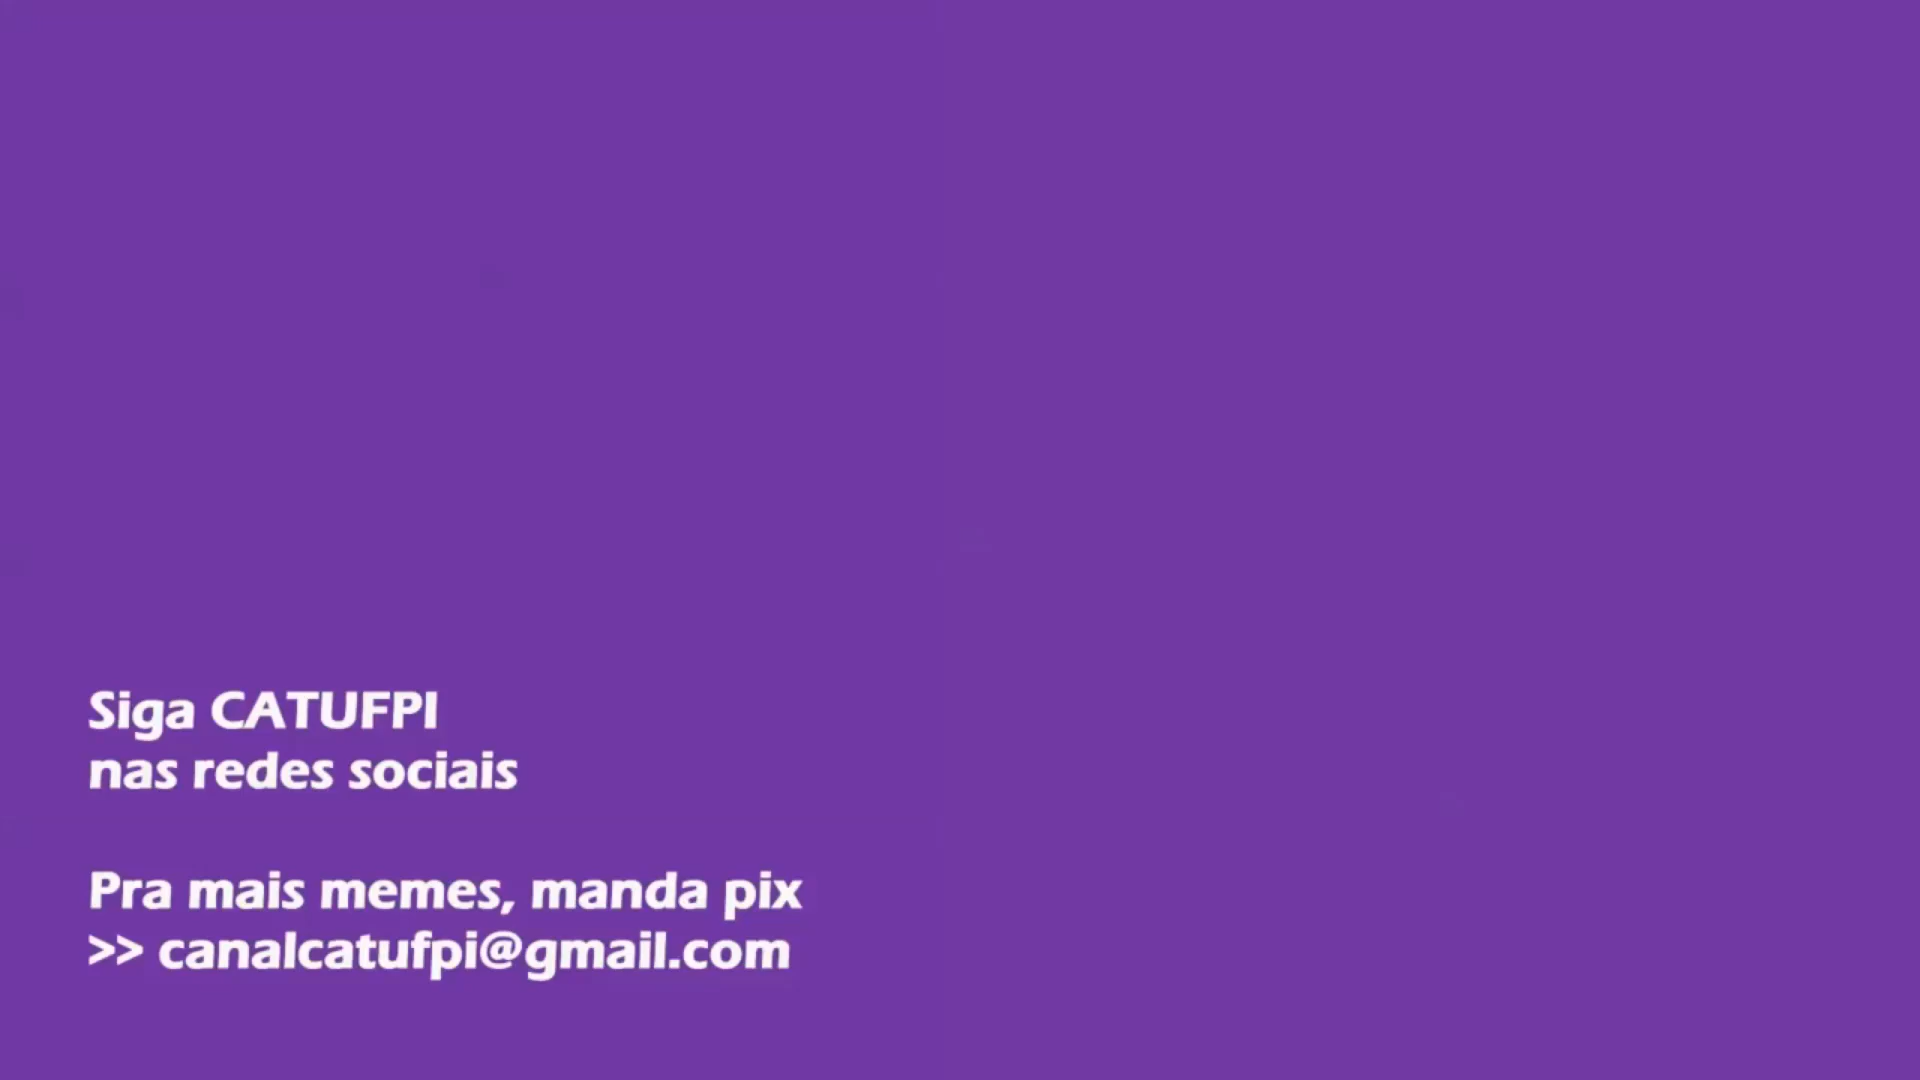 Siga CATUFPI
nas redes sociais
Pra mais memes, manda pix
>> canalcatufpi@gmail.com